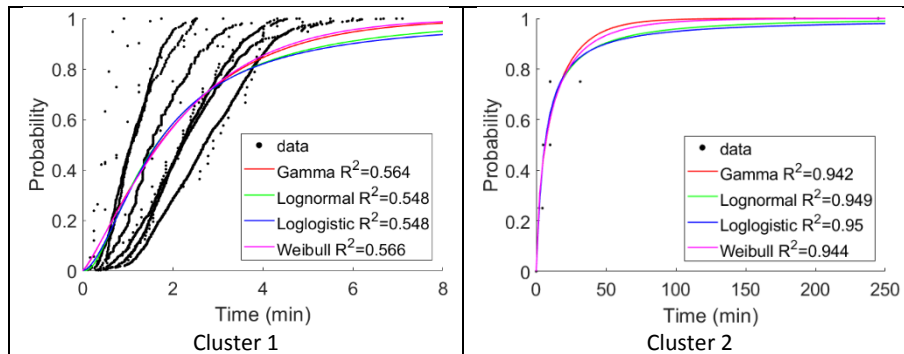 1
0.8
0.6
0.4
0.2
0
Probability
0 2 4 6 8
Time (min)
data
Gamma R²=0.564
Lognormal R²=0.548
Loglogistic R²=0.548
Weibull R²=0.566
Cluster 1
1
0.8
0.6
0.4
0.2
0
Probability
0 50 100 150 200 250
Time (min)
data
Gamma R²=0.942
Lognormal R²=0.949
Loglogistic R²=0.95
Weibull R²=0.944
Cluster 2